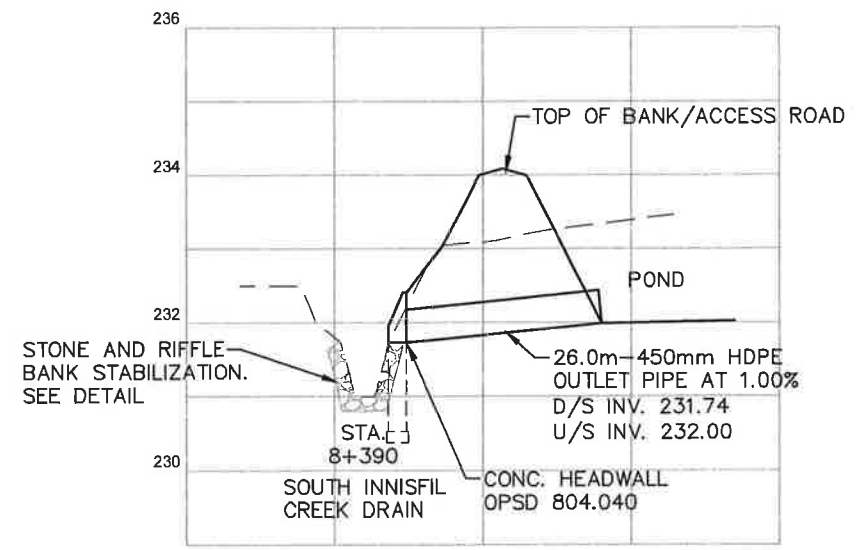 236
TOP OF BANK/ACCESS ROAD
234
POND
232
STONE AND RIFFLE
BANK STABILIZATION.
SEE DETAIL
26.0m-450mm HDPE
OUTLET PIPE AT 1.00%
D/S INV. 231.74
U/S INV. 232.00
STA.
8+390
230
SOUTH INNISFIL
CREEK DRAIN
CONC. HEADWALL
OPSD 804.040